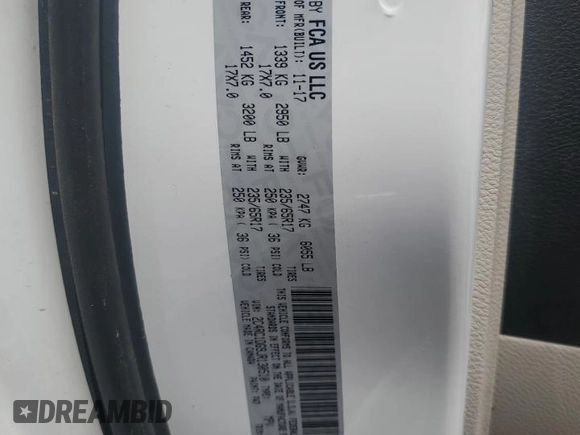 BY FCA US LLC
OF MFR(BUILT): 11-17
GVWR: 2747 KG 6055 LB
FRONT: 1339 KG 2950 LB WITH 235/65R17 TIRES
17X7.0 RIMS AT 250 KPA ( 36 PSI) COLD
REAR: 1452 KG 3200 LB WITH 235/65R17 TIRES
17X7.0 RIMS AT 250 KPA ( 36 PSI) COLD
THIS VEHICLE CONFORMS TO ALL APPLICABLE U.S.A. FEDERAL
STANDARDS IN EFFECT ON THE DATE OF MANUFACTURE
VIN:
VEHICLE MADE IN CANADA
DREAMBID